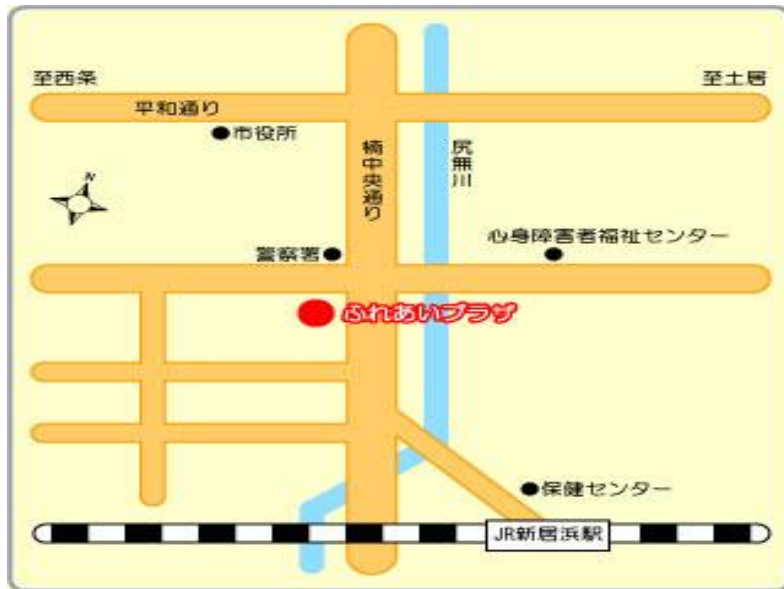 至西条
至土居
平和通り
市役所
楠中央通り
尻無川
N
心身障害者福祉センター
警察署
ふれあいプラザ
保健センター
JR新居浜駅